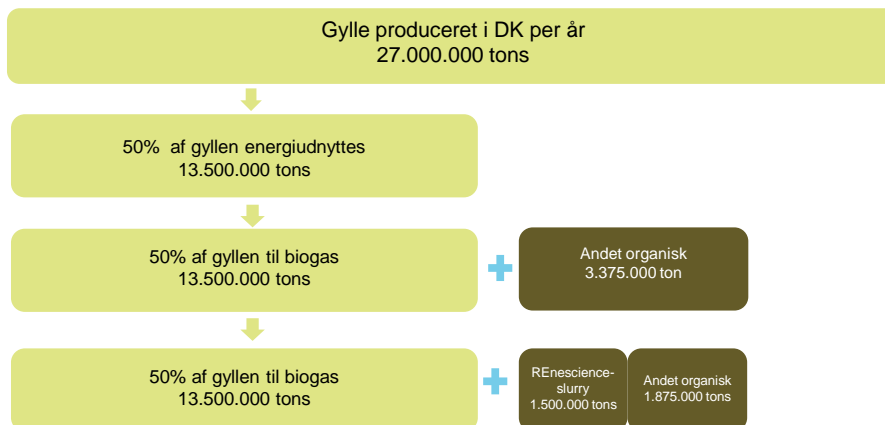 Gylle produceret i DK per år
27.000.000 tons
50% af gyllen energiudnyttes
13.500.000 tons
50% af gyllen til biogas
13.500.000 tons
Andet organisk
3.375.000 ton
50% af gyllen til biogas
13.500.000 tons
REnescience-
slurry
1.500.000 tons
Andet organisk
1.875.000 tons